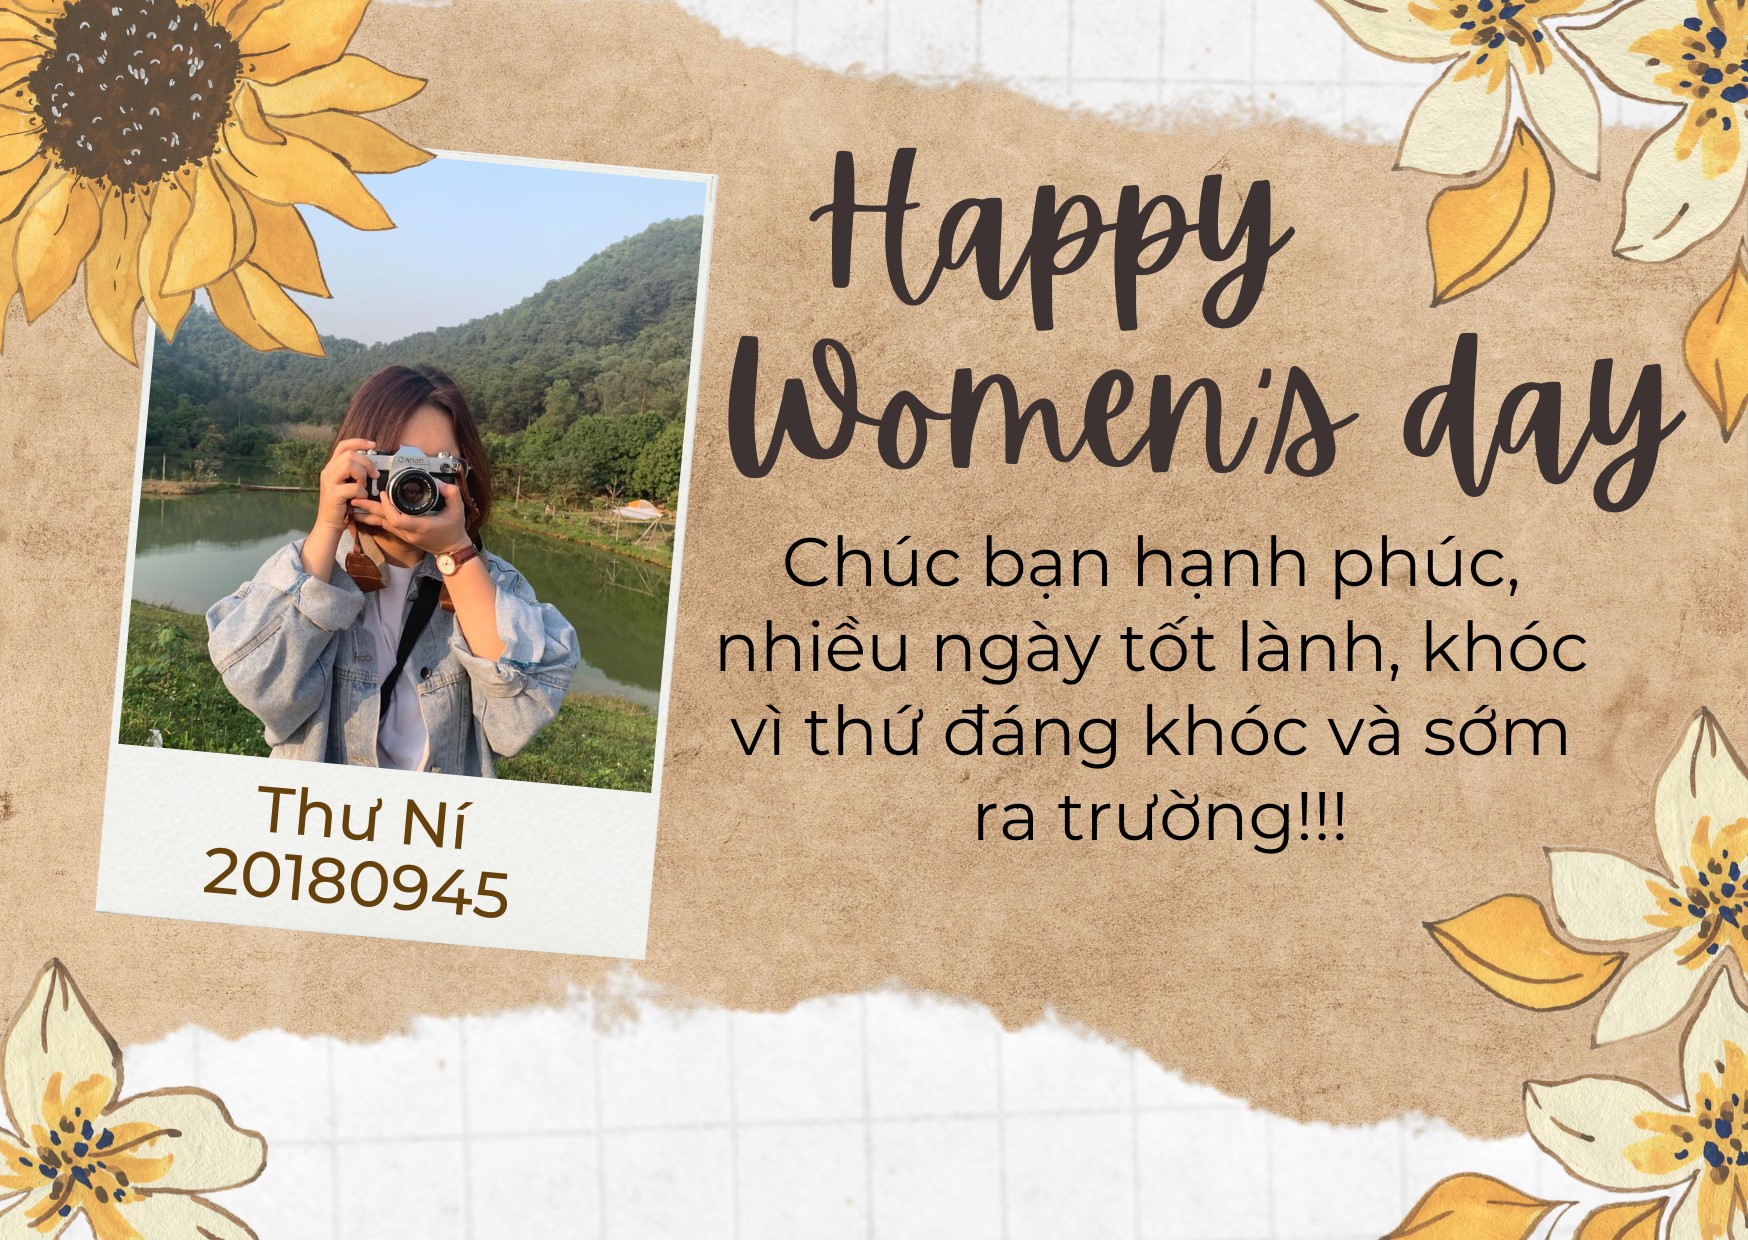 Happy
Women's day
Chúc bạn hạnh phúc,
nhiều ngày tốt lành, khóc
vì thứ đáng khóc và sớm
ra trường!!!
Canon
Thư Ní
20180945